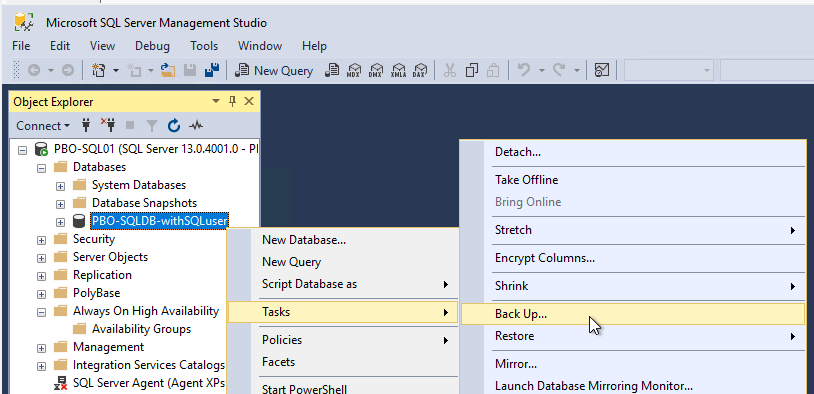 Microsoft SQL Server Management Studio
File Edit View Debug Tools Window Help
New Query MDX DMX XMLA DAX
Object Explorer
Connect
PBO-SQL01 (SQL Server 13.0.4001.0 - Pl
Databases
System Databases
Database Snapshots
PBO-SQLDB-withSQLuser
Security
Server Objects
Replication
PolyBase
Always On High Availability
Availability Groups
Management
Integration Services Catalogs
SQL Server Agent (Agent XPs
New Database...
New Query
Script Database as
Tasks
Policies
Facets
Start PowerShell
Detach...
Take Offline
Bring Online
Stretch
Encrypt Columns...
Shrink
Back Up...
Restore
Mirror...
Launch Database Mirroring Monitor...